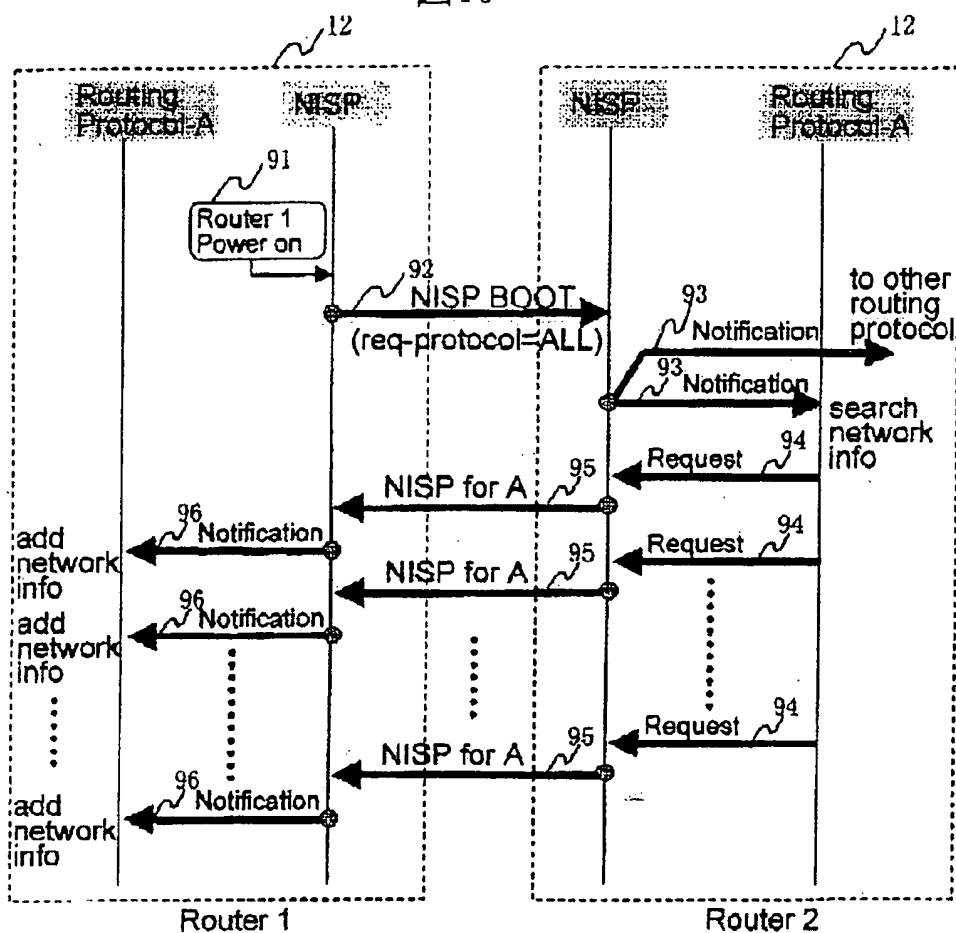 12
12
Routing
Protocol-A
NISP
NISP
Routing
Protocol-A
91
Router 1
Power on
92
NISP BOOT
(req-protocol=ALL)
93
Notification
to other
routing
protocol
93
Notification
search
network
info
Request
94
NISP for A
95
96
Notification
add
network
info
Request
94
NISP for A
95
96
Notification
add
network
info
Request
94
NISP for A
95
96
Notification
add
network
info
Router 1
Router 2